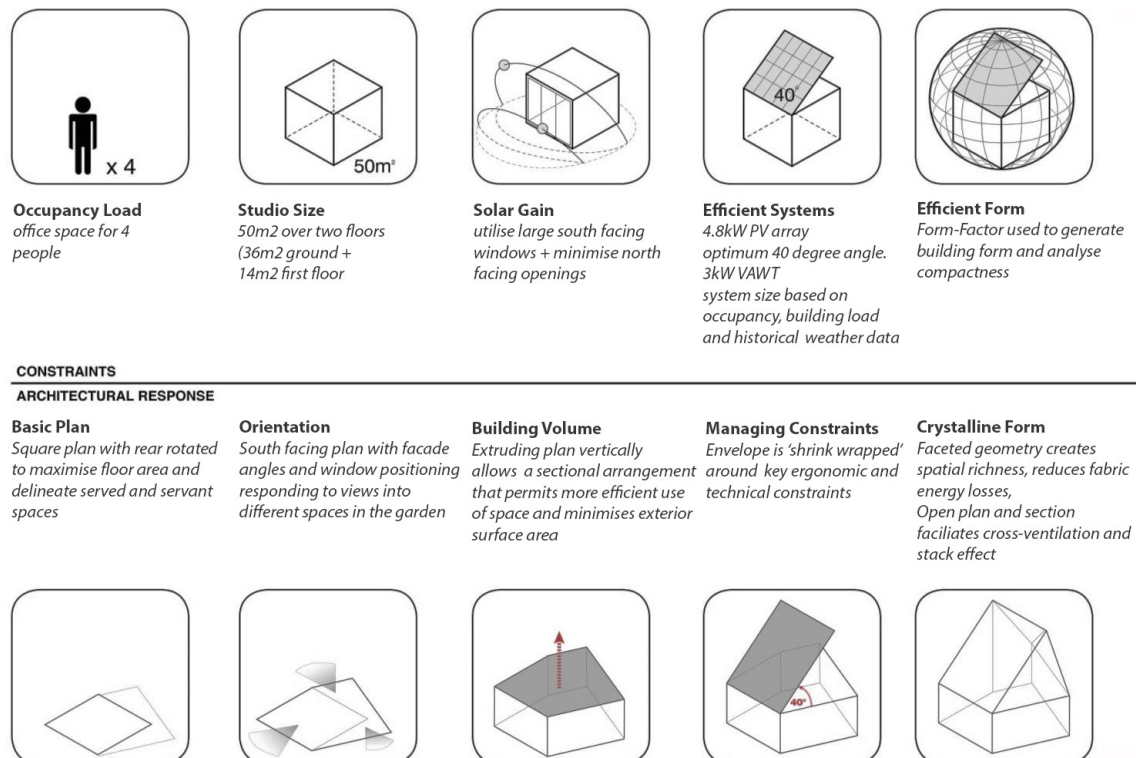 x 4
50m²
40°
Occupancy Load
office space for 4
people
Studio Size
50m2 over two floors
(36m2 ground +
14m2 first floor
Solar Gain
utilise large south facing
windows + minimise north
facing openings
Efficient Systems
4.8kW PV array
optimum 40 degree angle.
3kW VAWT
system size based on
occupancy, building load
and historical weather data
Efficient Form
Form-Factor used to generate
building form and analyse
compactness
CONSTRAINTS
ARCHITECTURAL RESPONSE
Basic Plan
Square plan with rear rotated
to maximise floor area and
delineate served and servant
spaces
Orientation
South facing plan with facade
angles and window positioning
responding to views into
different spaces in the garden
Building Volume
Extruding plan vertically
allows a sectional arrangement
that permits more efficient use
of space and minimises exterior
surface area
Managing Constraints
Envelope is ‘shrink wrapped’
around key ergonomic and
technical constraints
Crystalline Form
Faceted geometry creates
spatial richness, reduces fabric
energy losses,
Open plan and section
faciliates cross-ventilation and
stack effect
40°